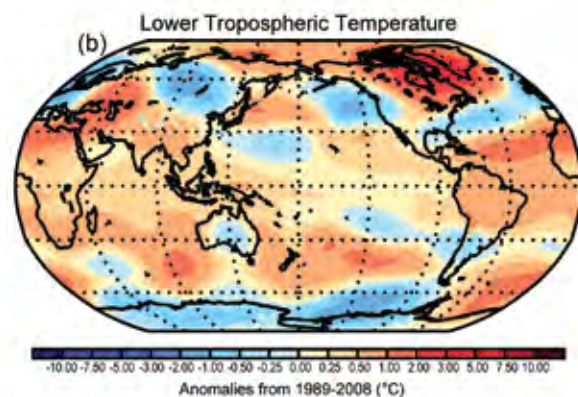 Lower Tropospheric Temperature
(b)
-10.00 -7.50 -5.00 -3.00 -2.00 -1.00 -0.50 -0.25 0.00 0.25 0.50 1.00 2.00 3.00 5.00 7.50 10.00
Anomalies from 1989-2008 (°C)